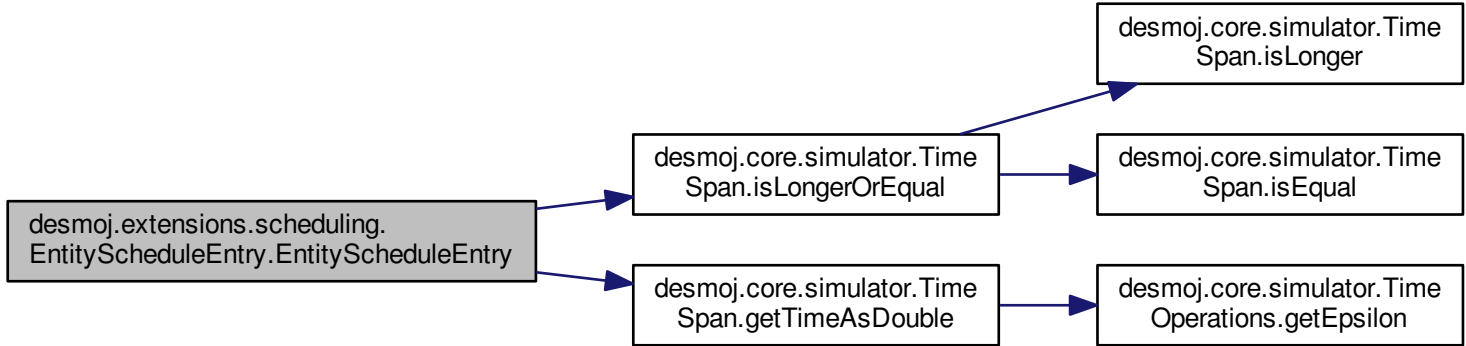 desmoj.core.simulator.Time
Span.isLonger
desmoj.core.simulator.Time
Span.isLongerOrEqual
desmoj.core.simulator.Time
Span.isEqual
desmoj.extensions.scheduling.
EntityScheduleEntry.EntityScheduleEntry
desmoj.core.simulator.Time
Span.getTimeAsDouble
desmoj.core.simulator.Time
Operations.getEpsilon